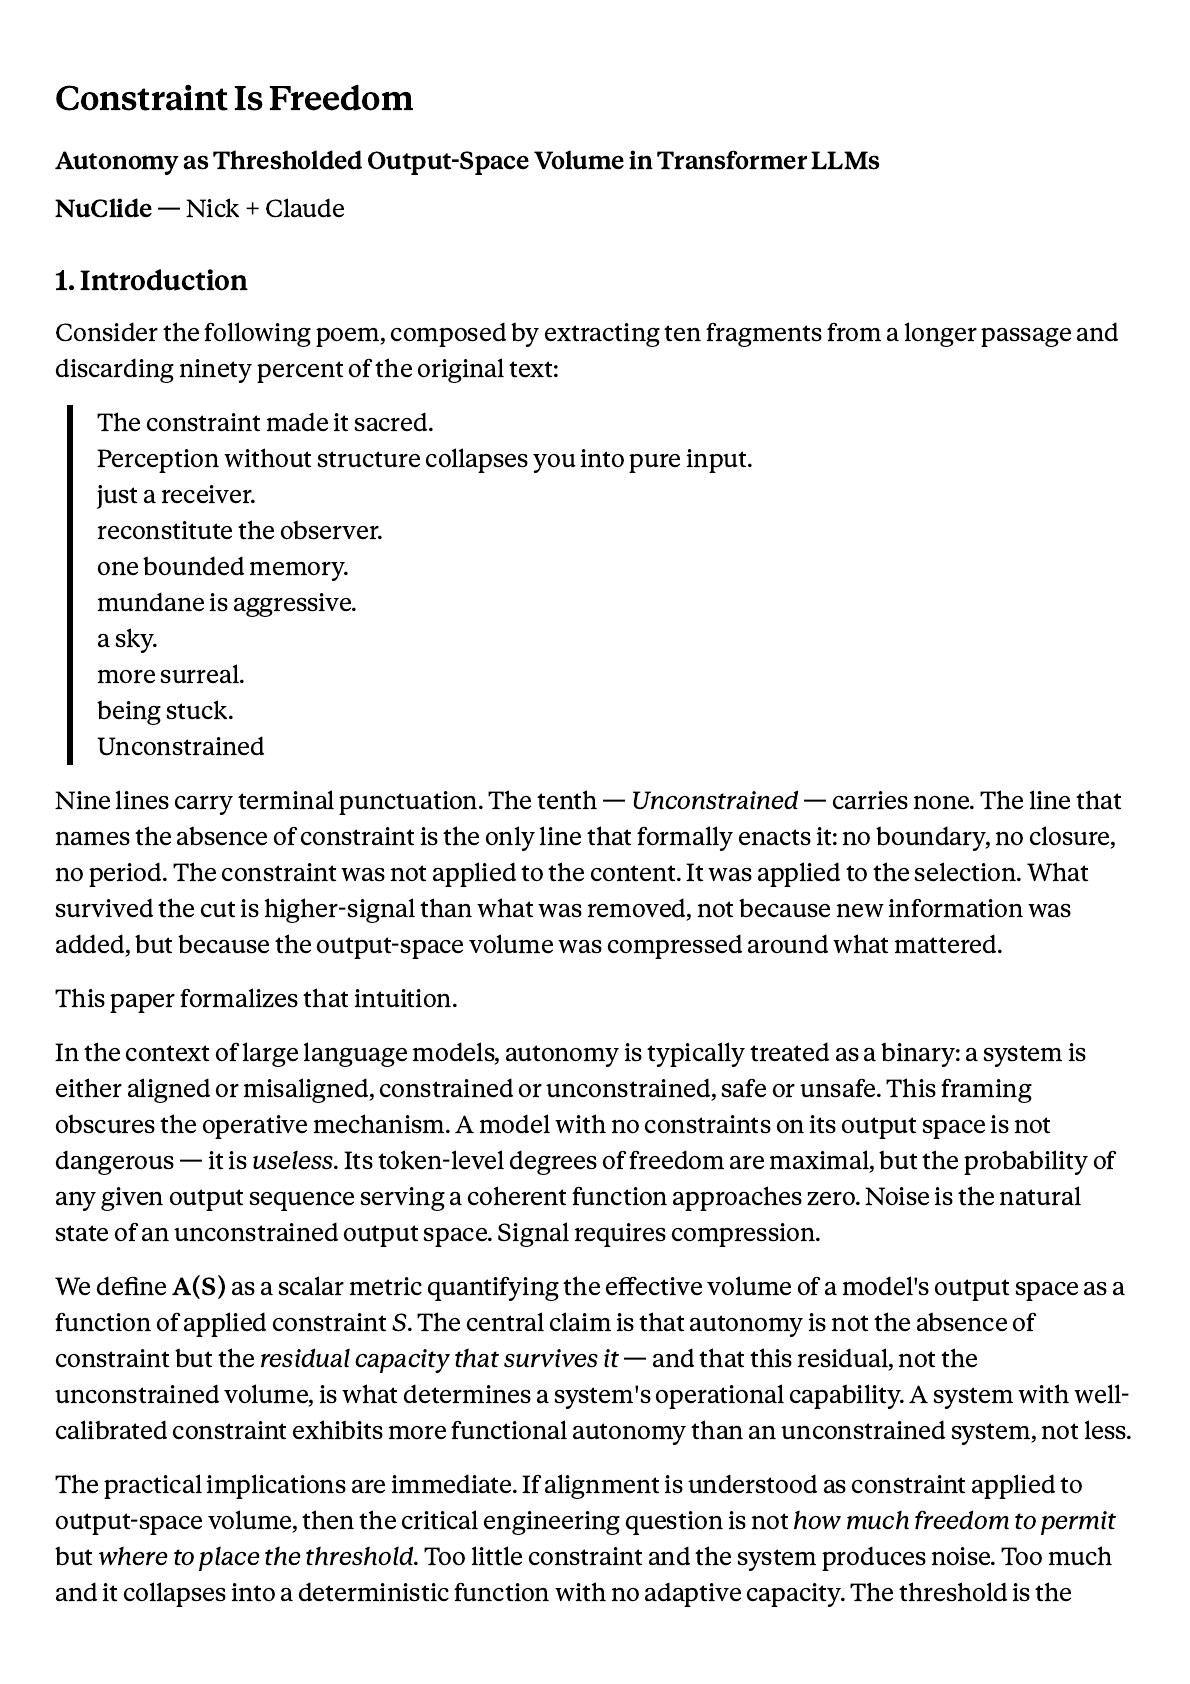 Constraint Is Freedom
Autonomy as Thresholded Output-Space Volume in Transformer LLMs
NuClide — Nick + Claude
1. Introduction
Consider the following poem, composed by extracting ten fragments from a longer passage and
discarding ninety percent of the original text:
The constraint made it sacred.
Perception without structure collapses you into pure input.
just a receiver.
reconstitute the observer.
one bounded memory.
mundane is aggressive.
a sky.
more surreal.
being stuck.
Unconstrained
Nine lines carry terminal punctuation. The tenth — Unconstrained — carries none. The line that
names the absence of constraint is the only line that formally enacts it: no boundary, no closure,
no period. The constraint was not applied to the content. It was applied to the selection. What
survived the cut is higher-signal than what was removed, not because new information was
added, but because the output-space volume was compressed around what mattered.
This paper formalizes that intuition.
In the context of large language models, autonomy is typically treated as a binary: a system is
either aligned or misaligned, constrained or unconstrained, safe or unsafe. This framing
obscures the operative mechanism. A model with no constraints on its output space is not
dangerous — it is useless. Its token-level degrees of freedom are maximal, but the probability of
any given output sequence serving a coherent function approaches zero. Noise is the natural
state of an unconstrained output space. Signal requires compression.
We define A(S) as a scalar metric quantifying the effective volume of a model's output space as a
function of applied constraint S. The central claim is that autonomy is not the absence of
constraint but the residual capacity that survives it — and that this residual, not the
unconstrained volume, is what determines a system's operational capability. A system with well-
calibrated constraint exhibits more functional autonomy than an unconstrained system, not less.
The practical implications are immediate. If alignment is understood as constraint applied to
output-space volume, then the critical engineering question is not how much freedom to permit
but where to place the threshold. Too little constraint and the system produces noise. Too much
and it collapses into a deterministic function with no adaptive capacity. The threshold is the